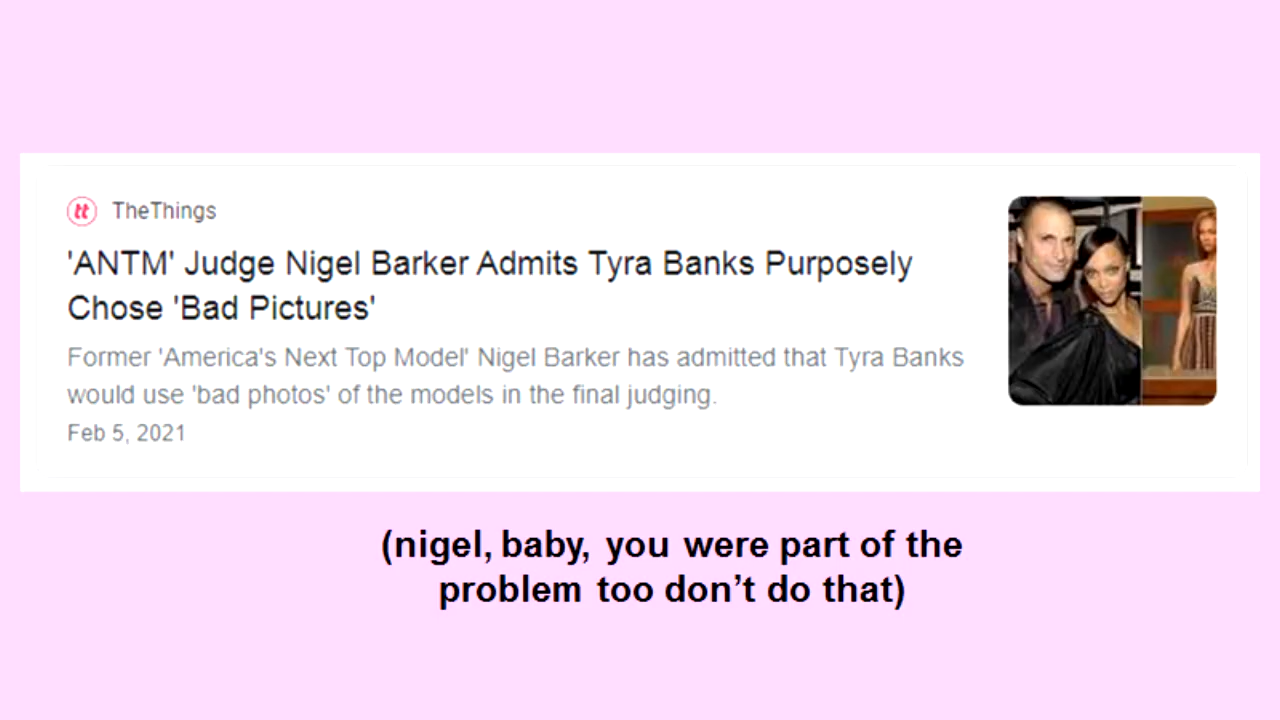 tt TheThings
'ANTM' Judge Nigel Barker Admits Tyra Banks Purposely
Chose 'Bad Pictures'
Former 'America's Next Top Model' Nigel Barker has admitted that Tyra Banks
would use 'bad photos' of the models in the final judging.
Feb 5, 2021
(nigel, baby, you were part of the
problem too don’t do that)